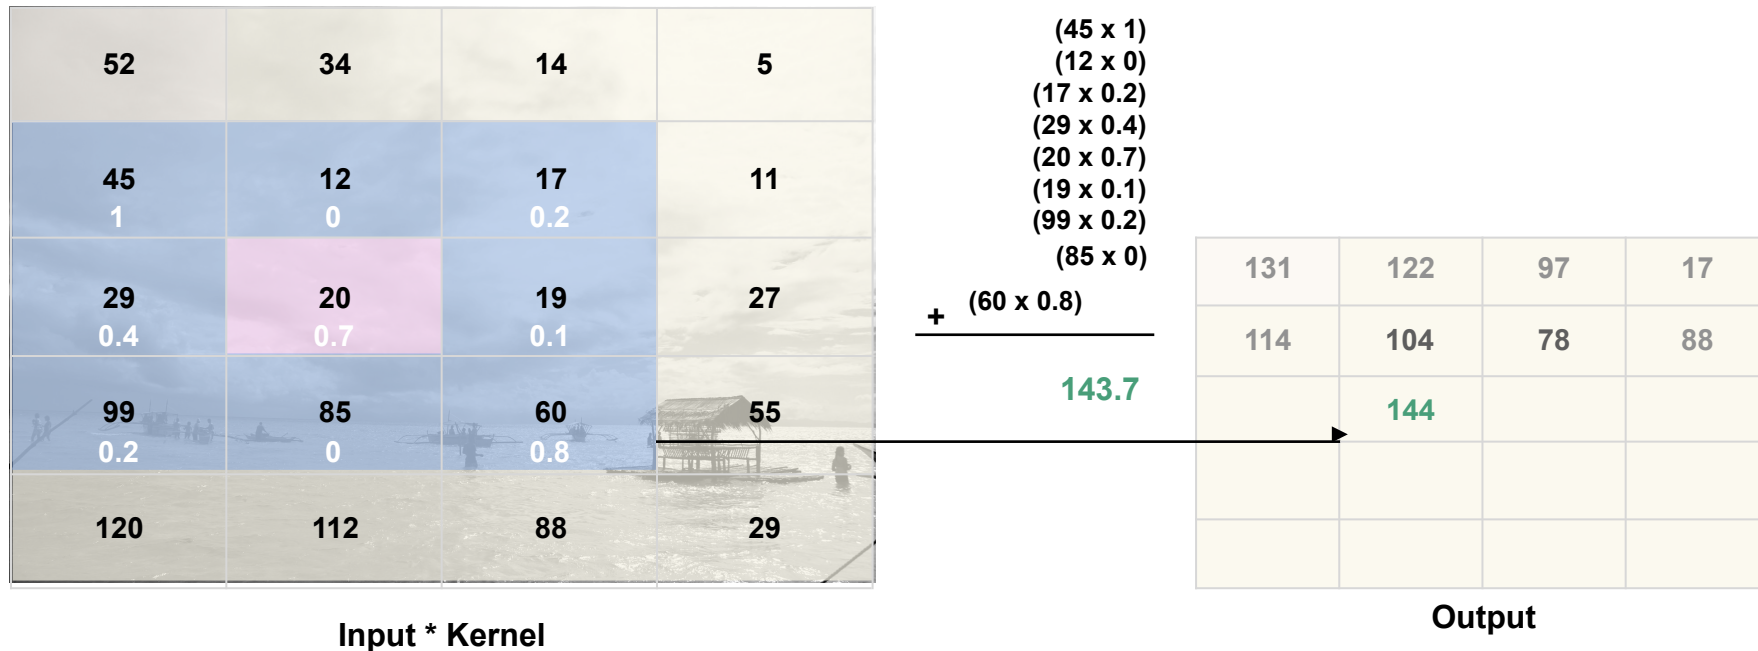 52 34 14 5
45 12 17 11
1 0 0.2
29 20 19 27
0.4 0.7 0.1
99 85 60 55
0.2 0 0.8
120 112 88 29
Input * Kernel
(45 x 1)
(12 x 0)
(17 x 0.2)
(29 x 0.4)
(20 x 0.7)
(19 x 0.1)
(99 x 0.2)
(85 x 0)
+ (60 x 0.8)
143.7
131 122 97 17
114 104 78 88
144
Output